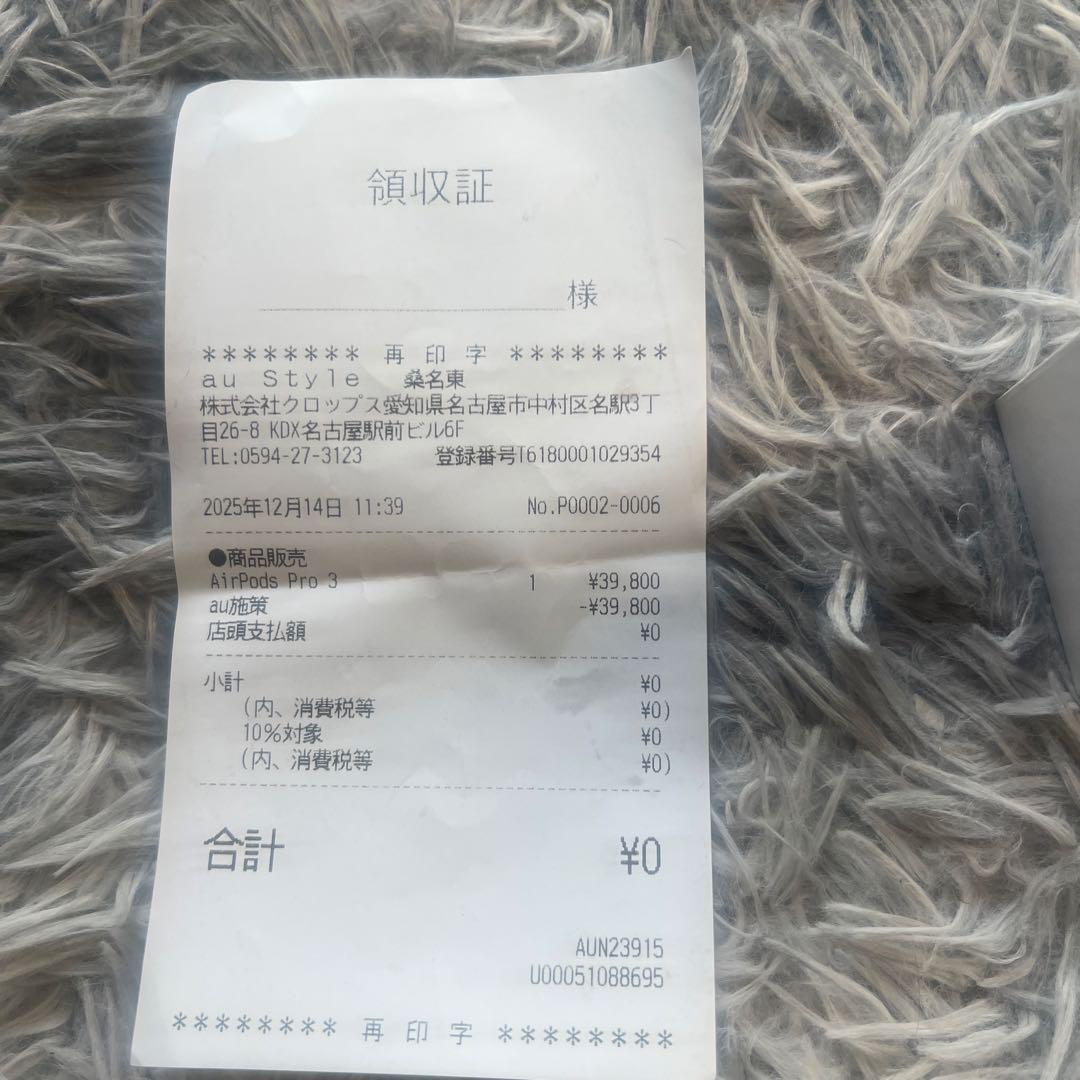 領収証
様
******** 再 印 字 ********
au Style 桑名東
株式会社クロップス愛知県名古屋市中村区名駅3丁
目26-8 KDX名古屋駅前ビル6F
TEL:0594-27-3123 登録番号T6180001029354
2025年12月14日 11:39 No.P0002-0006
●商品販売
AirPods Pro 3 1 ¥39,800
au施策 -¥39,800
店頭支払額 ¥0
小計 ¥0
(内、消費税等 ¥0)
10%対象 ¥0
(内、消費税等 ¥0)
合計 ¥0
AUN23915
U00051088695
******** 再 印 字 ********